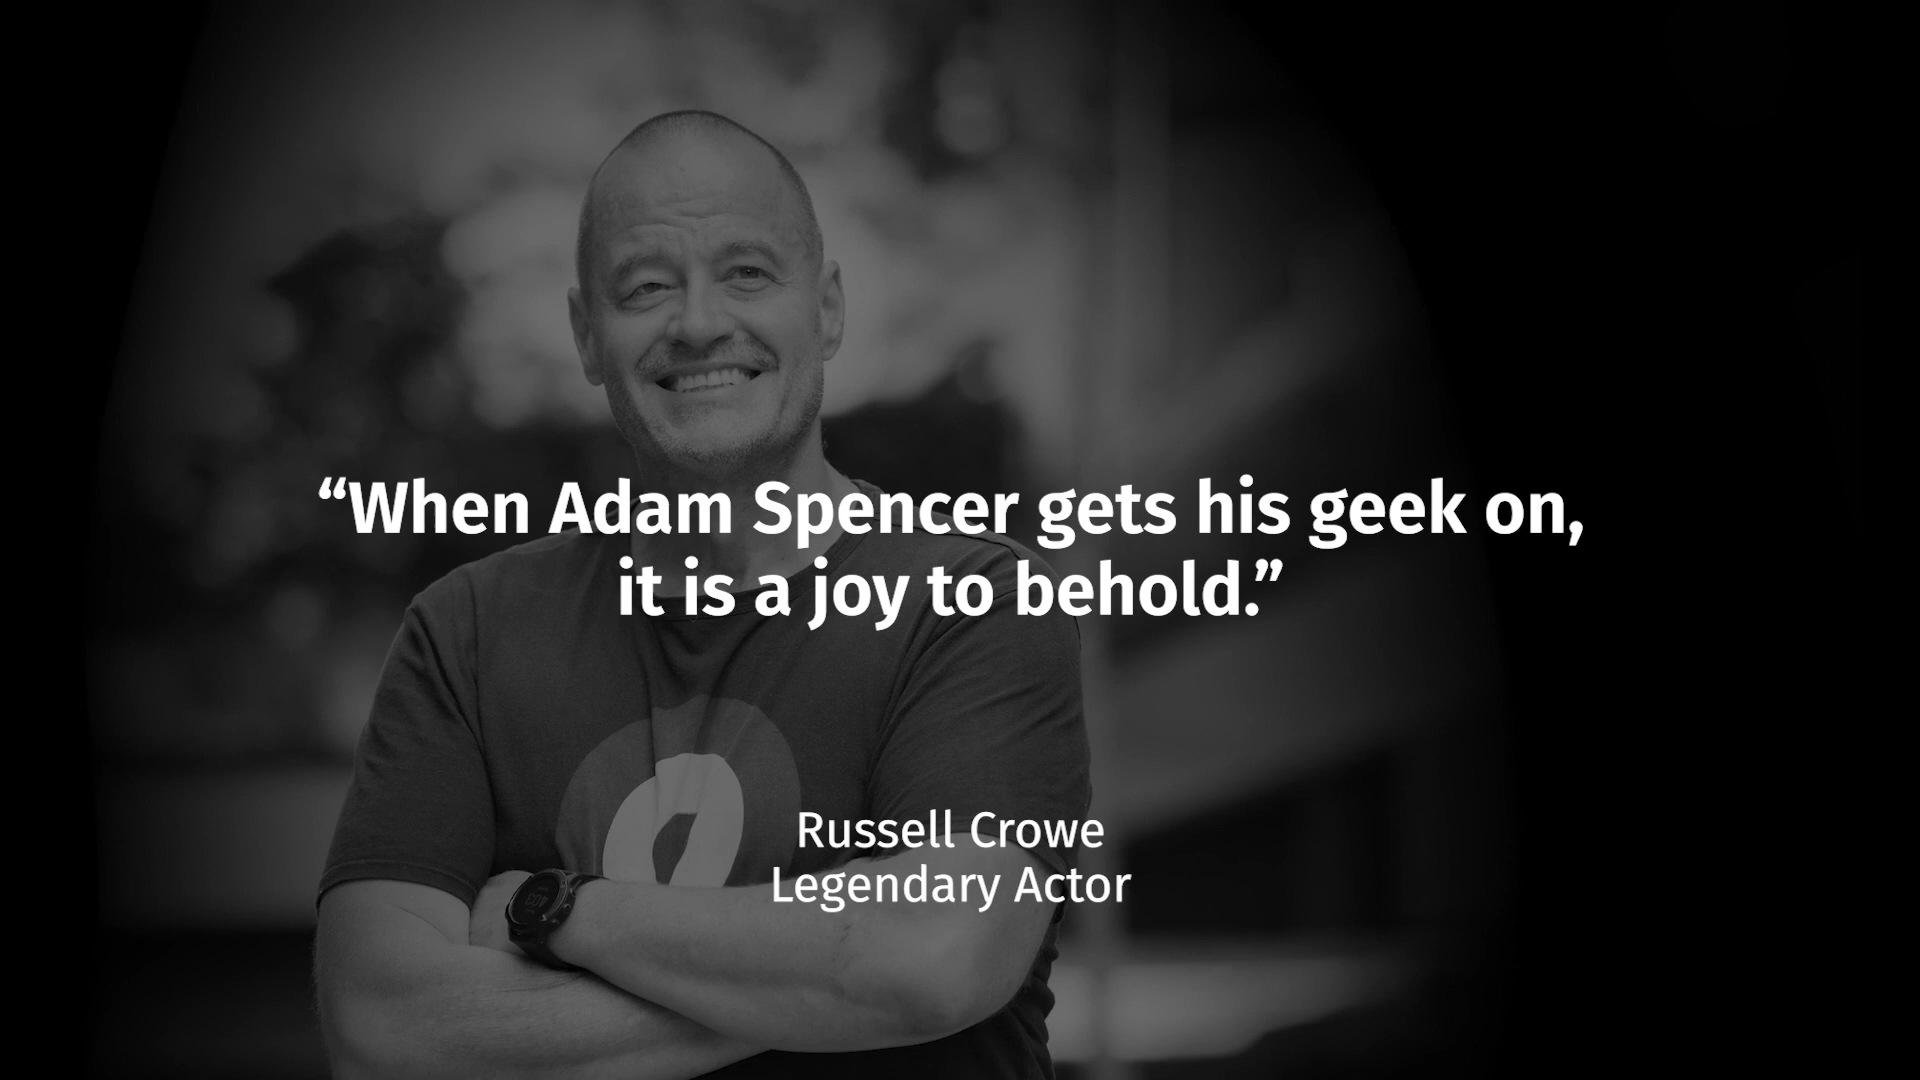 “When Adam Spencer gets his geek on,
it is a joy to behold.”
Russell Crowe
Legendary Actor